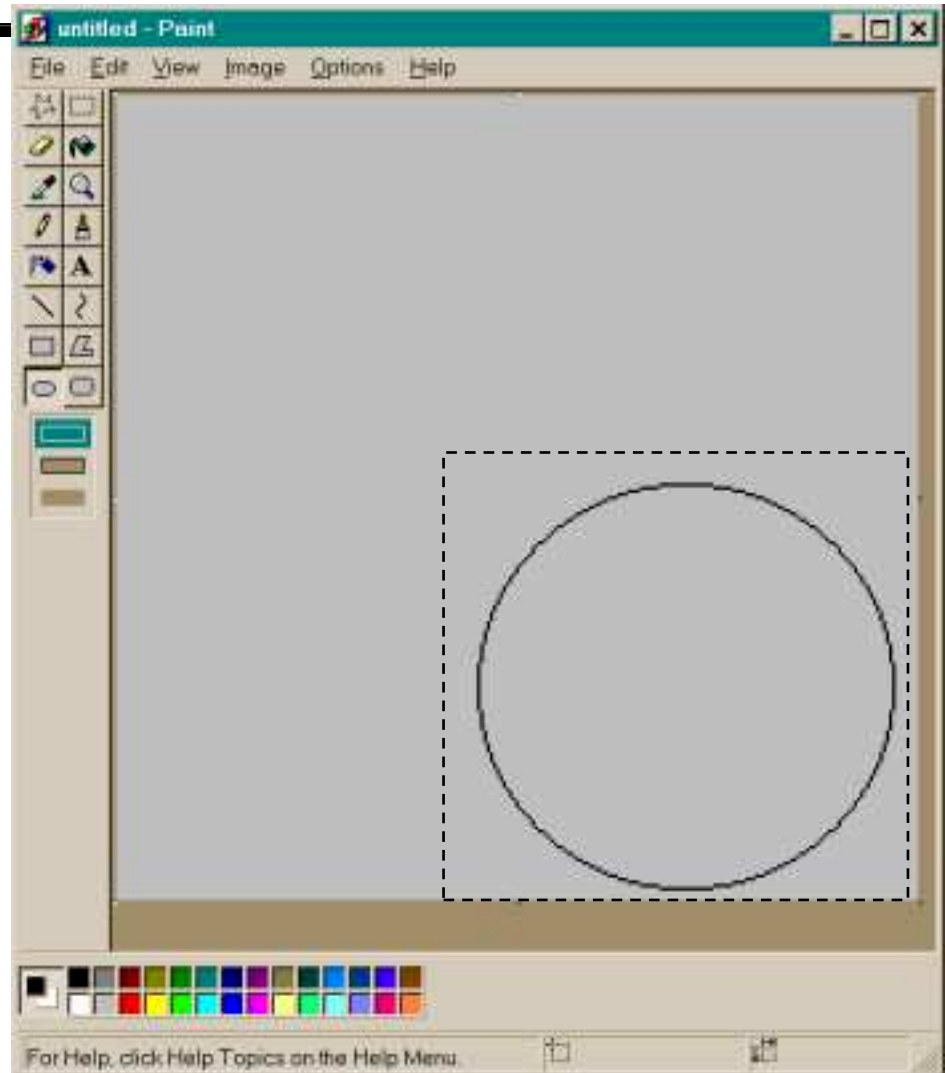 untitled - Paint
File Edit View Image Options Help
A
For Help, click Help Topics on the Help Menu.